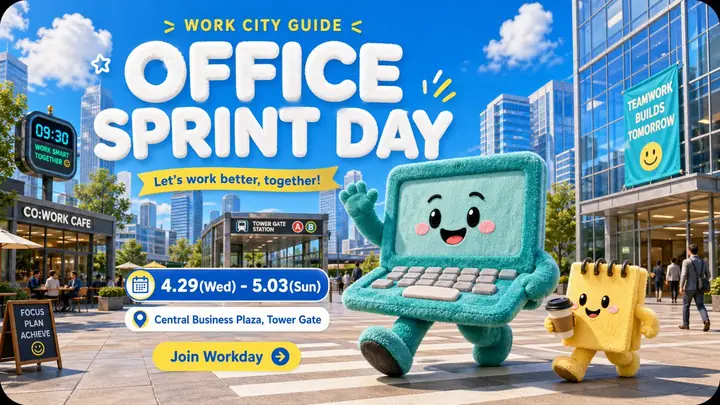 WORK CITY GUIDE
OFFICE
SPRINT DAY
Let's work better, together!
09:30
WORK SMART
TOGETHER
CO:WORK CAFE
TOWER GATE
STATION
A B
TEAMWORK
BUILDS
TOMORROW
4.29(Wed) - 5.03(Sun)
Central Business Plaza, Tower Gate
Join Workday
FOCUS
PLAN
ACHIEVE